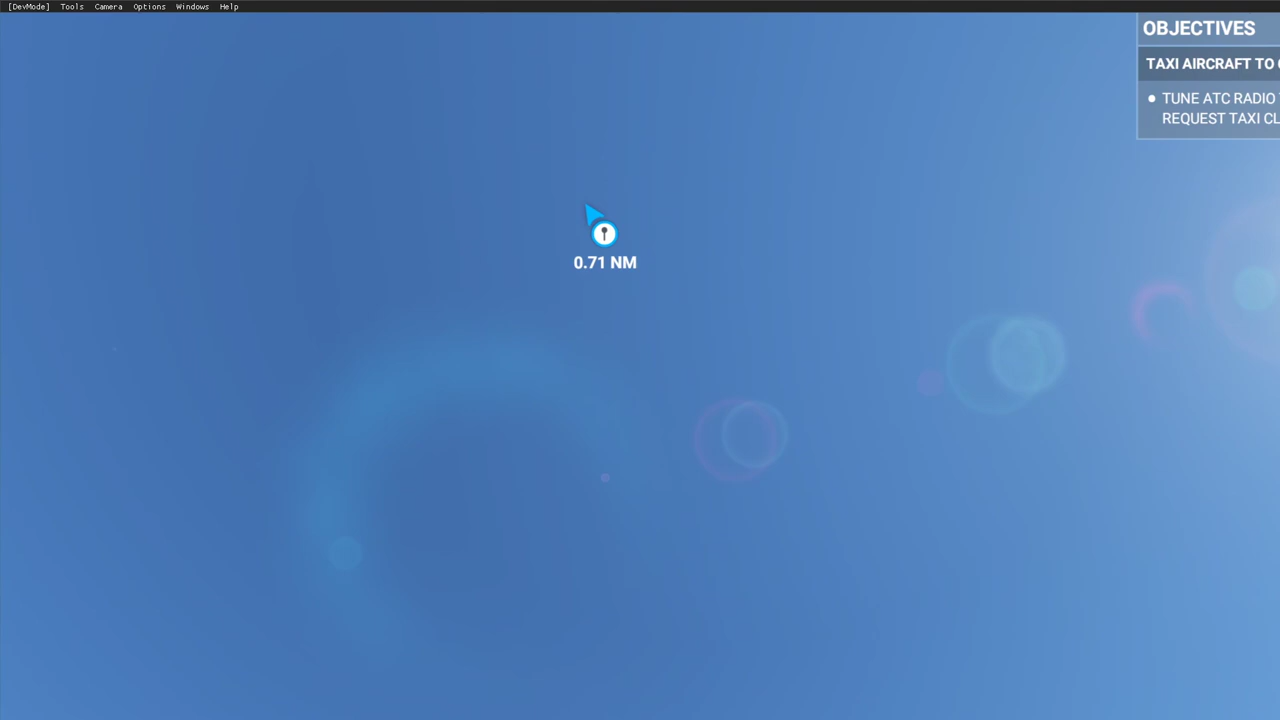 [DevMode] Tools Camera Options Windows Help
OBJECTIVES
TAXI AIRCRAFT TO
TUNE ATC RADIO
REQUEST TAXI
0.71 NM